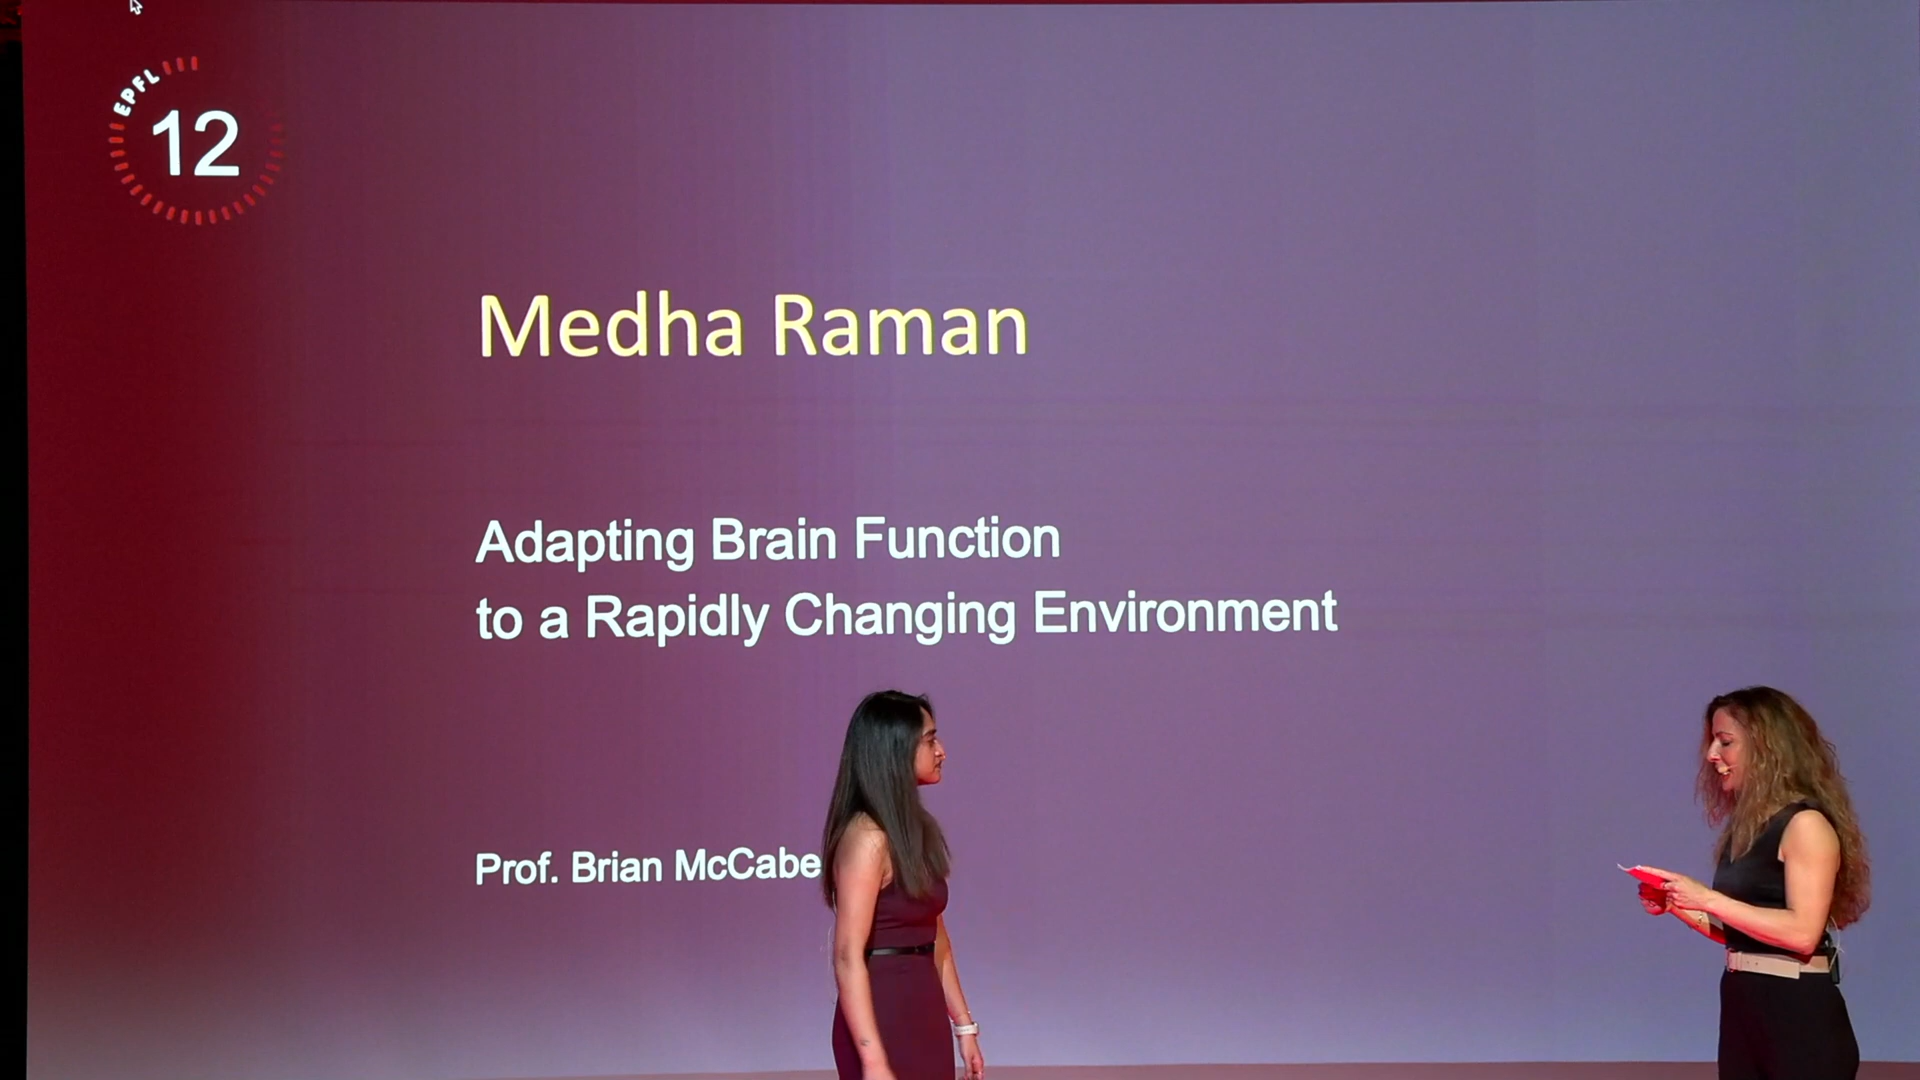 EPFL
12
Medha Raman
Adapting Brain Function
to a Rapidly Changing Environment
Prof. Brian McCabe